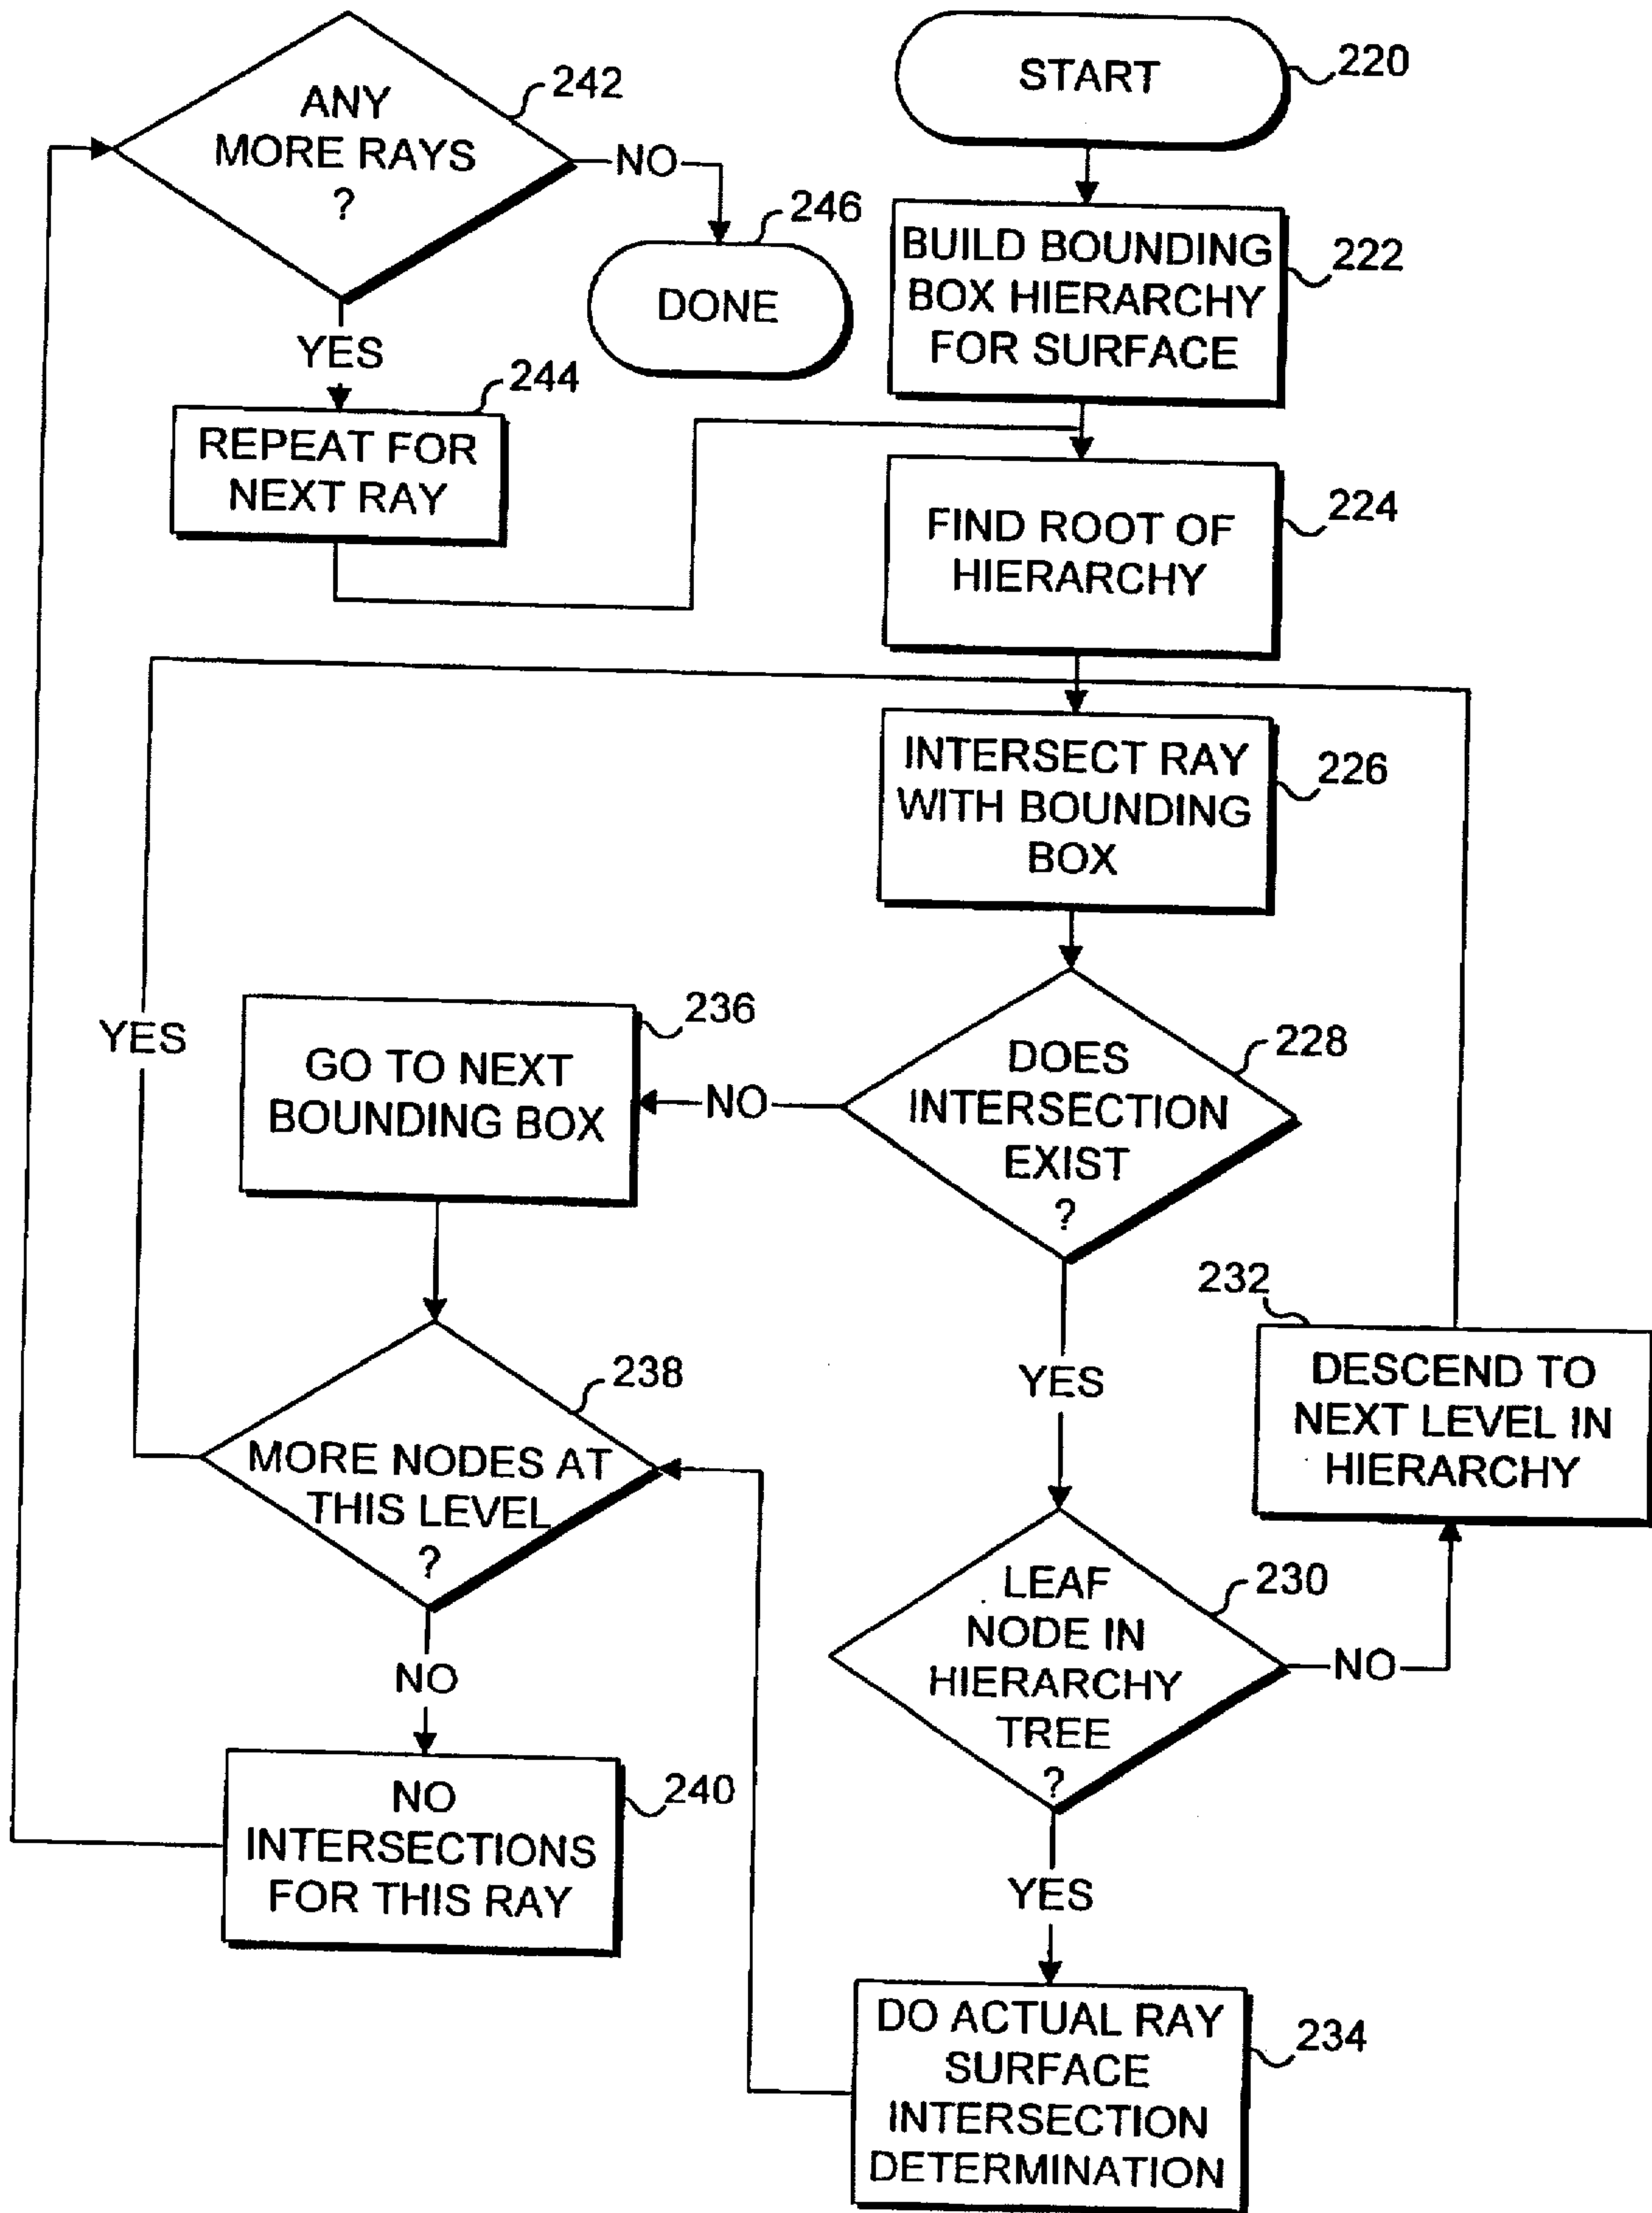 START
220
BUILD BOUNDING
BOX HIERARCHY
FOR SURFACE
222
FIND ROOT OF
HIERARCHY
224
INTERSECT RAY
WITH BOUNDING
BOX
226
DOES
INTERSECTION
EXIST
?
228
NO
YES
LEAF
NODE IN
HIERARCHY
TREE
?
230
NO
YES
DESCEND TO
NEXT LEVEL IN
HIERARCHY
232
DO ACTUAL RAY
SURFACE
INTERSECTION
DETERMINATION
234
GO TO NEXT
BOUNDING BOX
236
MORE NODES AT
THIS LEVEL
?
238
YES
NO
NO
INTERSECTIONS
FOR THIS RAY
240
ANY
MORE RAYS
?
242
NO
YES
REPEAT FOR
NEXT RAY
244
DONE
246